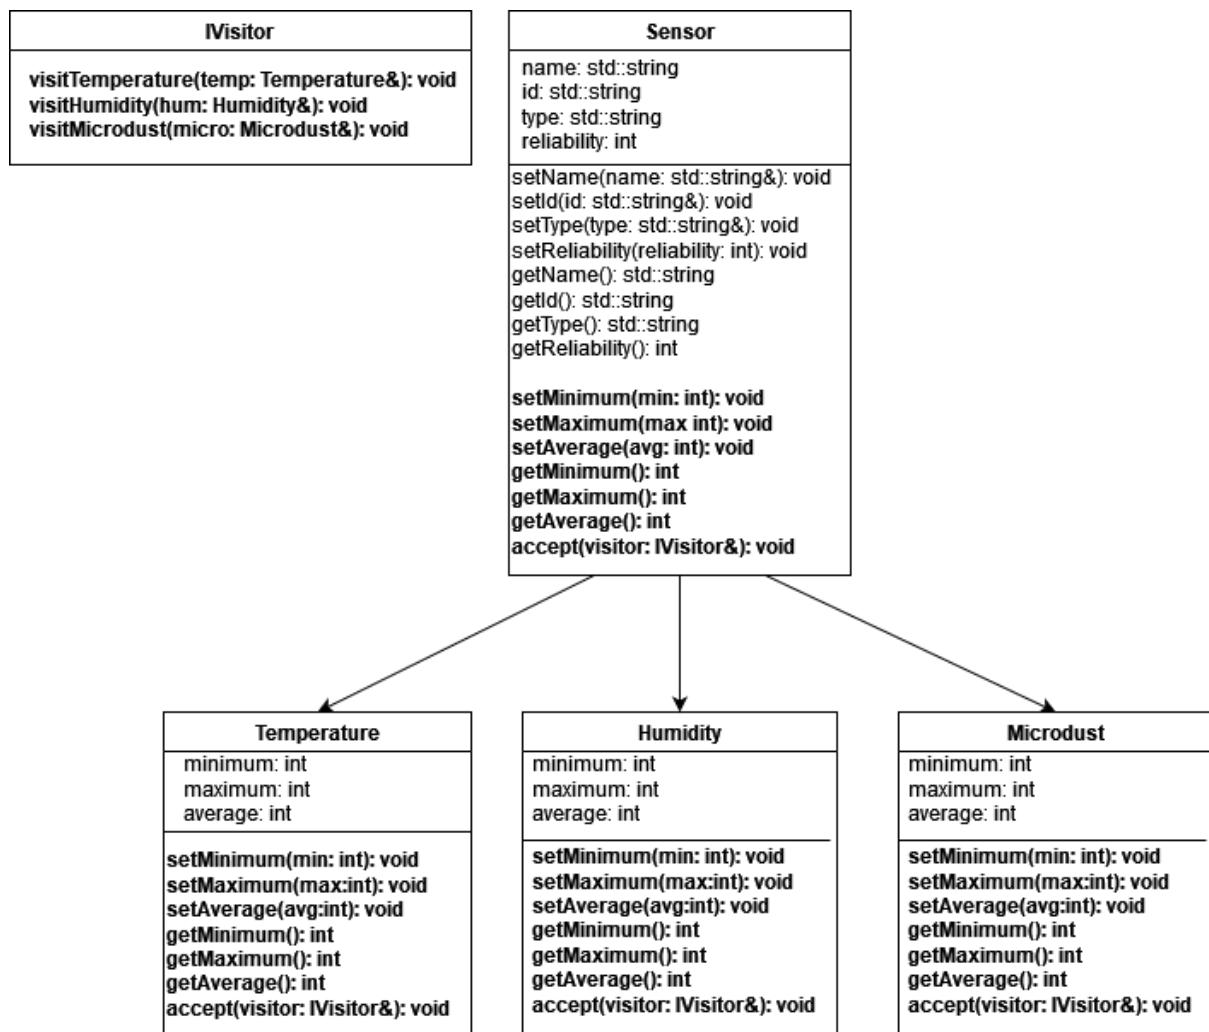 IVisitor
visitTemperature(temp: Temperature&): void
visitHumidity(hum: Humidity&): void
visitMicrodust(micro: Microdust&): void
Sensor
name: std::string
id: std::string
type: std::string
reliability: int
setName(name: std::string&): void
setId(id: std::string&): void
setType(type: std::string&): void
setReliability(reliability: int): void
getName(): std::string
getId(): std::string
getType(): std::string
getReliability(): int
setMinimum(min: int): void
setMaximum(max int): void
setAverage(avg: int): void
getMinimum(): int
getMaximum(): int
getAverage(): int
accept(visitor: IVisitor&): void
Temperature
minimum: int
maximum: int
average: int
setMinimum(min: int): void
setMaximum(max:int): void
setAverage(avg:int): void
getMinimum(): int
getMaximum(): int
getAverage(): int
accept(visitor: IVisitor&): void
Humidity
minimum: int
maximum: int
average: int
setMinimum(min: int): void
setMaximum(max:int): void
setAverage(avg:int): void
getMinimum(): int
getMaximum(): int
getAverage(): int
accept(visitor: IVisitor&): void
Microdust
minimum: int
maximum: int
average: int
setMinimum(min: int): void
setMaximum(max:int): void
setAverage(avg:int): void
getMinimum(): int
getMaximum(): int
getAverage(): int
accept(visitor: IVisitor&): void